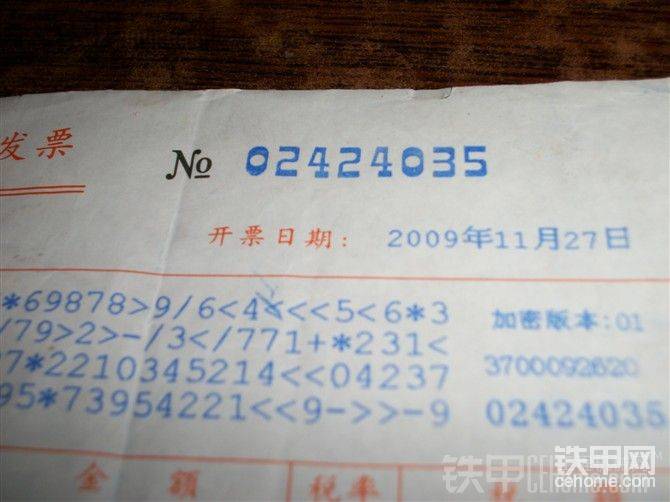 发票
№ 02424035
开票日期: 2009年11月27日
*69878>9/6<4<<<5<6*3
/79>2>-/3</771+*231<
97*2210345214<<04237
95*73954221<<9->>-9
加密版本:01
3700092620
02424035
金额 税率
铁甲网
cehome.com